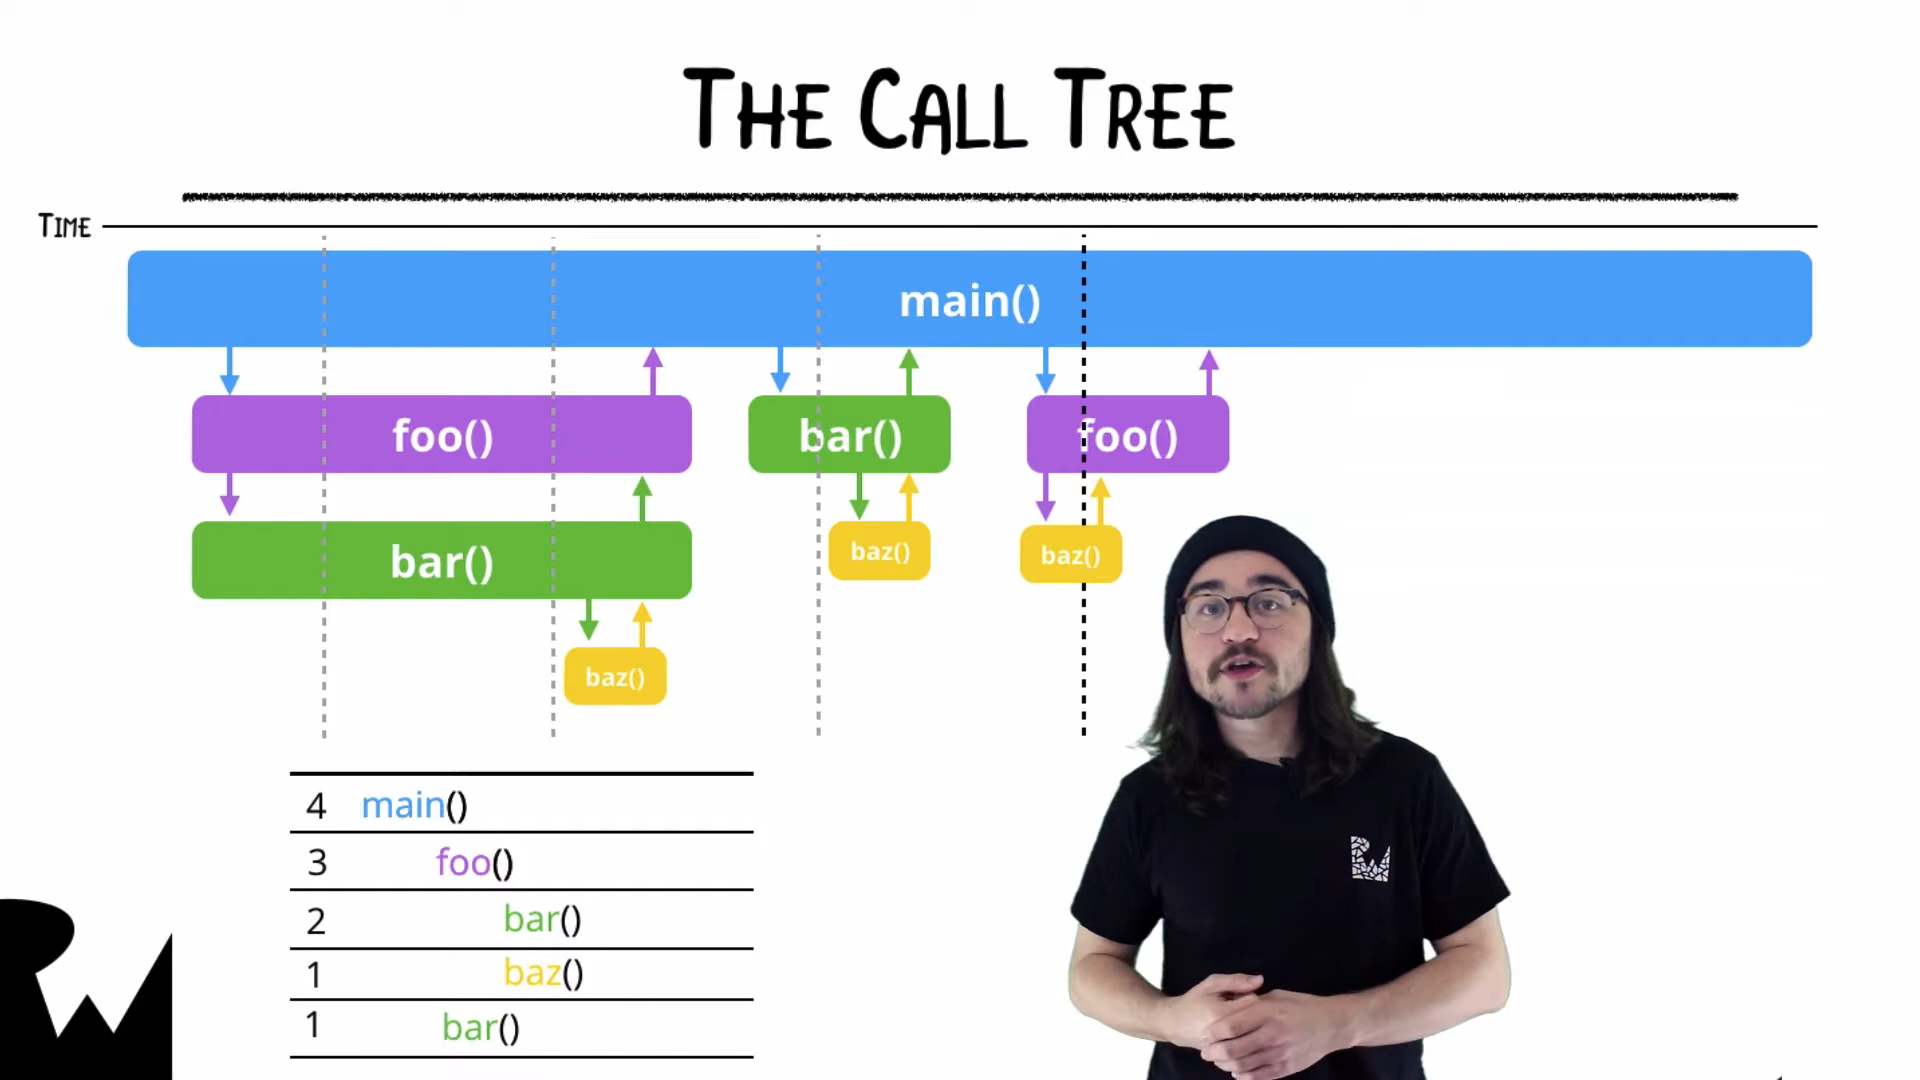 THE CALL TREE
TIME
main()
foo()
bar()
foo()
bar()
baz()
baz()
baz()
4 main()
3 foo()
2 bar()
1 baz()
1 bar()